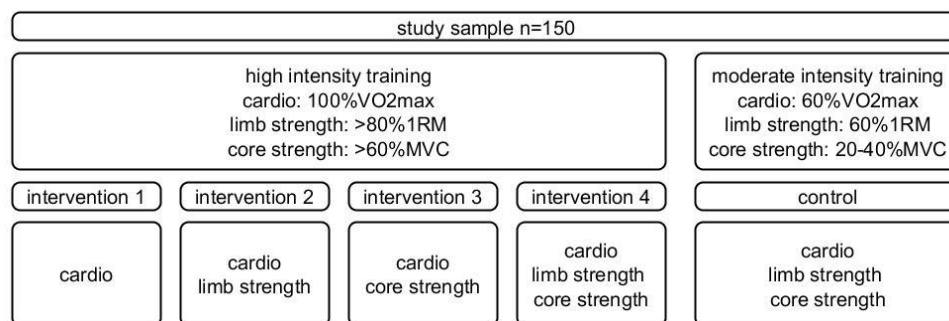 study sample n=150
high intensity training
cardio: 100%VO2max
limb strength: >80%1RM
core strength: >60%MVC
moderate intensity training
cardio: 60%VO2max
limb strength: 60%1RM
core strength: 20-40%MVC
intervention 1
intervention 2
intervention 3
intervention 4
control
cardio
cardio
limb strength
cardio
core strength
cardio
limb strength
core strength
cardio
limb strength
core strength